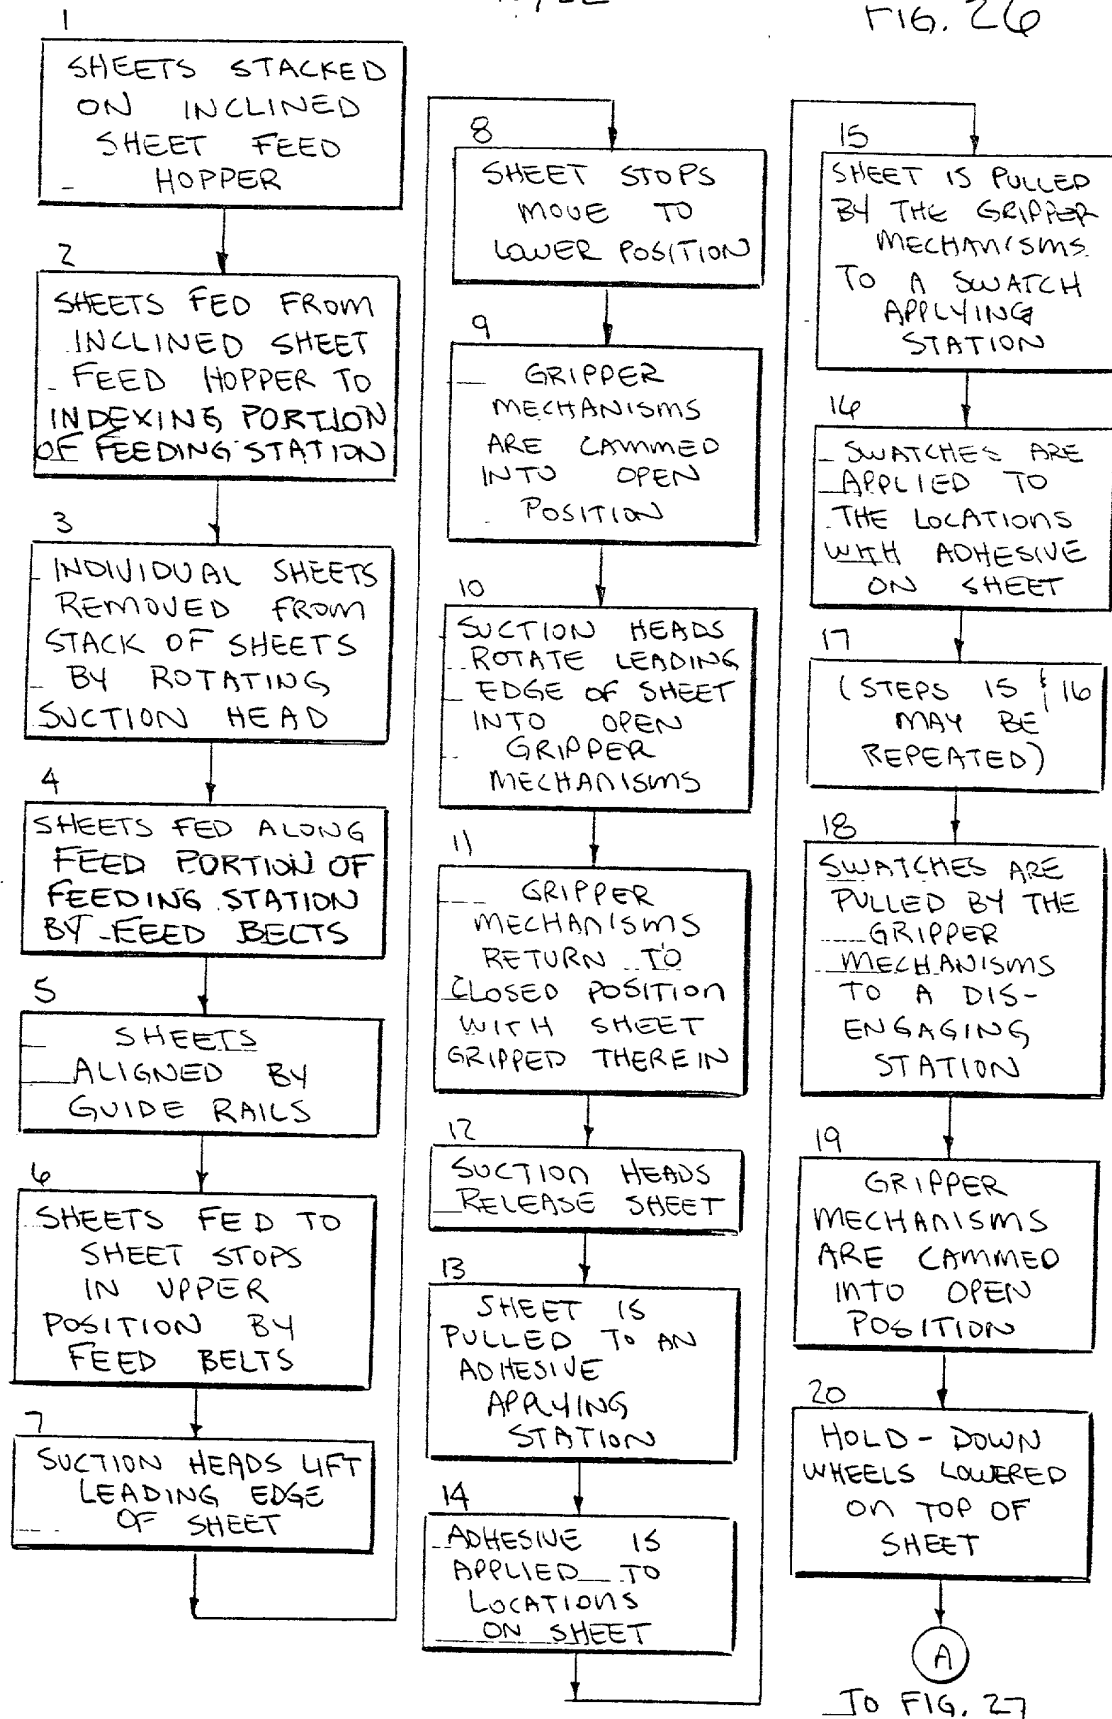 FIG. 26
1
SHEETS STACKED
ON INCLINED
SHEET FEED
HOPPER
2
SHEETS FED FROM
INCLINED SHEET
FEED HOPPER TO
INDEXING PORTION
OF FEEDING STATION
3
INDIVIDUAL SHEETS
REMOVED FROM
STACK OF SHEETS
BY ROTATING
SUCTION HEAD
4
SHEETS FED ALONG
FEED PORTION OF
FEEDING STATION
BY FEED BELTS
5
SHEETS
ALIGNED BY
GUIDE RAILS
6
SHEETS FED TO
SHEET STOPS
IN UPPER
POSITION BY
FEED BELTS
7
SUCTION HEADS LIFT
LEADING EDGE
OF SHEET
8
SHEET STOPS
MOVE TO
LOWER POSITION
9
GRIPPER
MECHANISMS
ARE CAMMED
INTO OPEN
POSITION
10
SUCTION HEADS
ROTATE LEADING
EDGE OF SHEET
INTO OPEN
GRIPPER
MECHANISMS
11
GRIPPER
MECHANISMS
RETURN TO
CLOSED POSITION
WITH SHEET
GRIPPED THEREIN
12
SUCTION HEADS
RELEASE SHEET
13
SHEET IS
PULLED TO AN
ADHESIVE
APPLYING
STATION
14
ADHESIVE IS
APPLIED TO
LOCATIONS
ON SHEET
15
SHEET IS PULLED
BY THE GRIPPER
MECHANISMS
TO A SWATCH
APPLYING
STATION
16
SWATCHES ARE
APPLIED TO
THE LOCATIONS
WITH ADHESIVE
ON SHEET
17
(STEPS 15 & 16
MAY BE
REPEATED)
18
SWATCHES ARE
PULLED BY THE
GRIPPER
MECHANISMS
TO A DIS-
ENGAGING
STATION
19
GRIPPER
MECHANISMS
ARE CAMMED
INTO OPEN
POSITION
20
HOLD-DOWN
WHEELS LOWERED
ON TOP OF
SHEET
A
TO FIG. 27